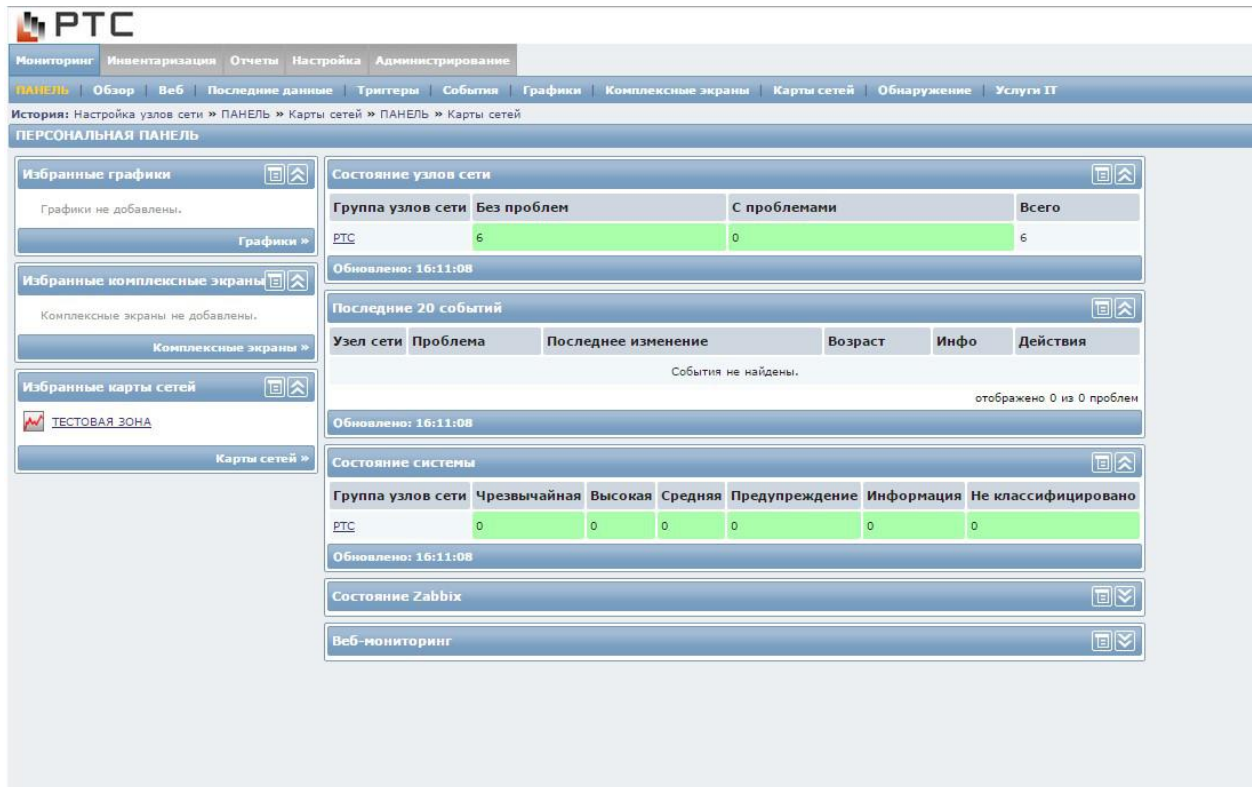 РТС
Мониторинг Инвентаризация Отчеты Настройка Администрирование
ПАНЕЛЬ | Обзор | Веб | Последние данные | Триггеры | События | Графики | Комплексные экраны | Карты сетей | Обнаружение | Услуги IT
История: Настройка узлов сети » ПАНЕЛЬ » Карты сетей » ПАНЕЛЬ » Карты сетей
ПЕРСОНАЛЬНАЯ ПАНЕЛЬ
Избранные графики
Графики не добавлены.
Графики »
Избранные комплексные экраны
Комплексные экраны не добавлены.
Комплексные экраны »
Избранные карты сетей
ТЕСТОВАЯ ЗОНА
Карты сетей »
Состояние узлов сети
Группа узлов сети Без проблем С проблемами Всего
РТС 6 0 6
Обновлено: 16:11:08
Последние 20 событий
Узел сети Проблема Последнее изменение Возраст Инфо Действия
События не найдены.
отображено 0 из 0 проблем
Обновлено: 16:11:08
Состояние системы
Группа узлов сети Чрезвычайная Высокая Средняя Предупреждение Информация Не классифицировано
РТС 0 0 0 0 0 0
Обновлено: 16:11:08
Состояние Zabbix
Веб-мониторинг